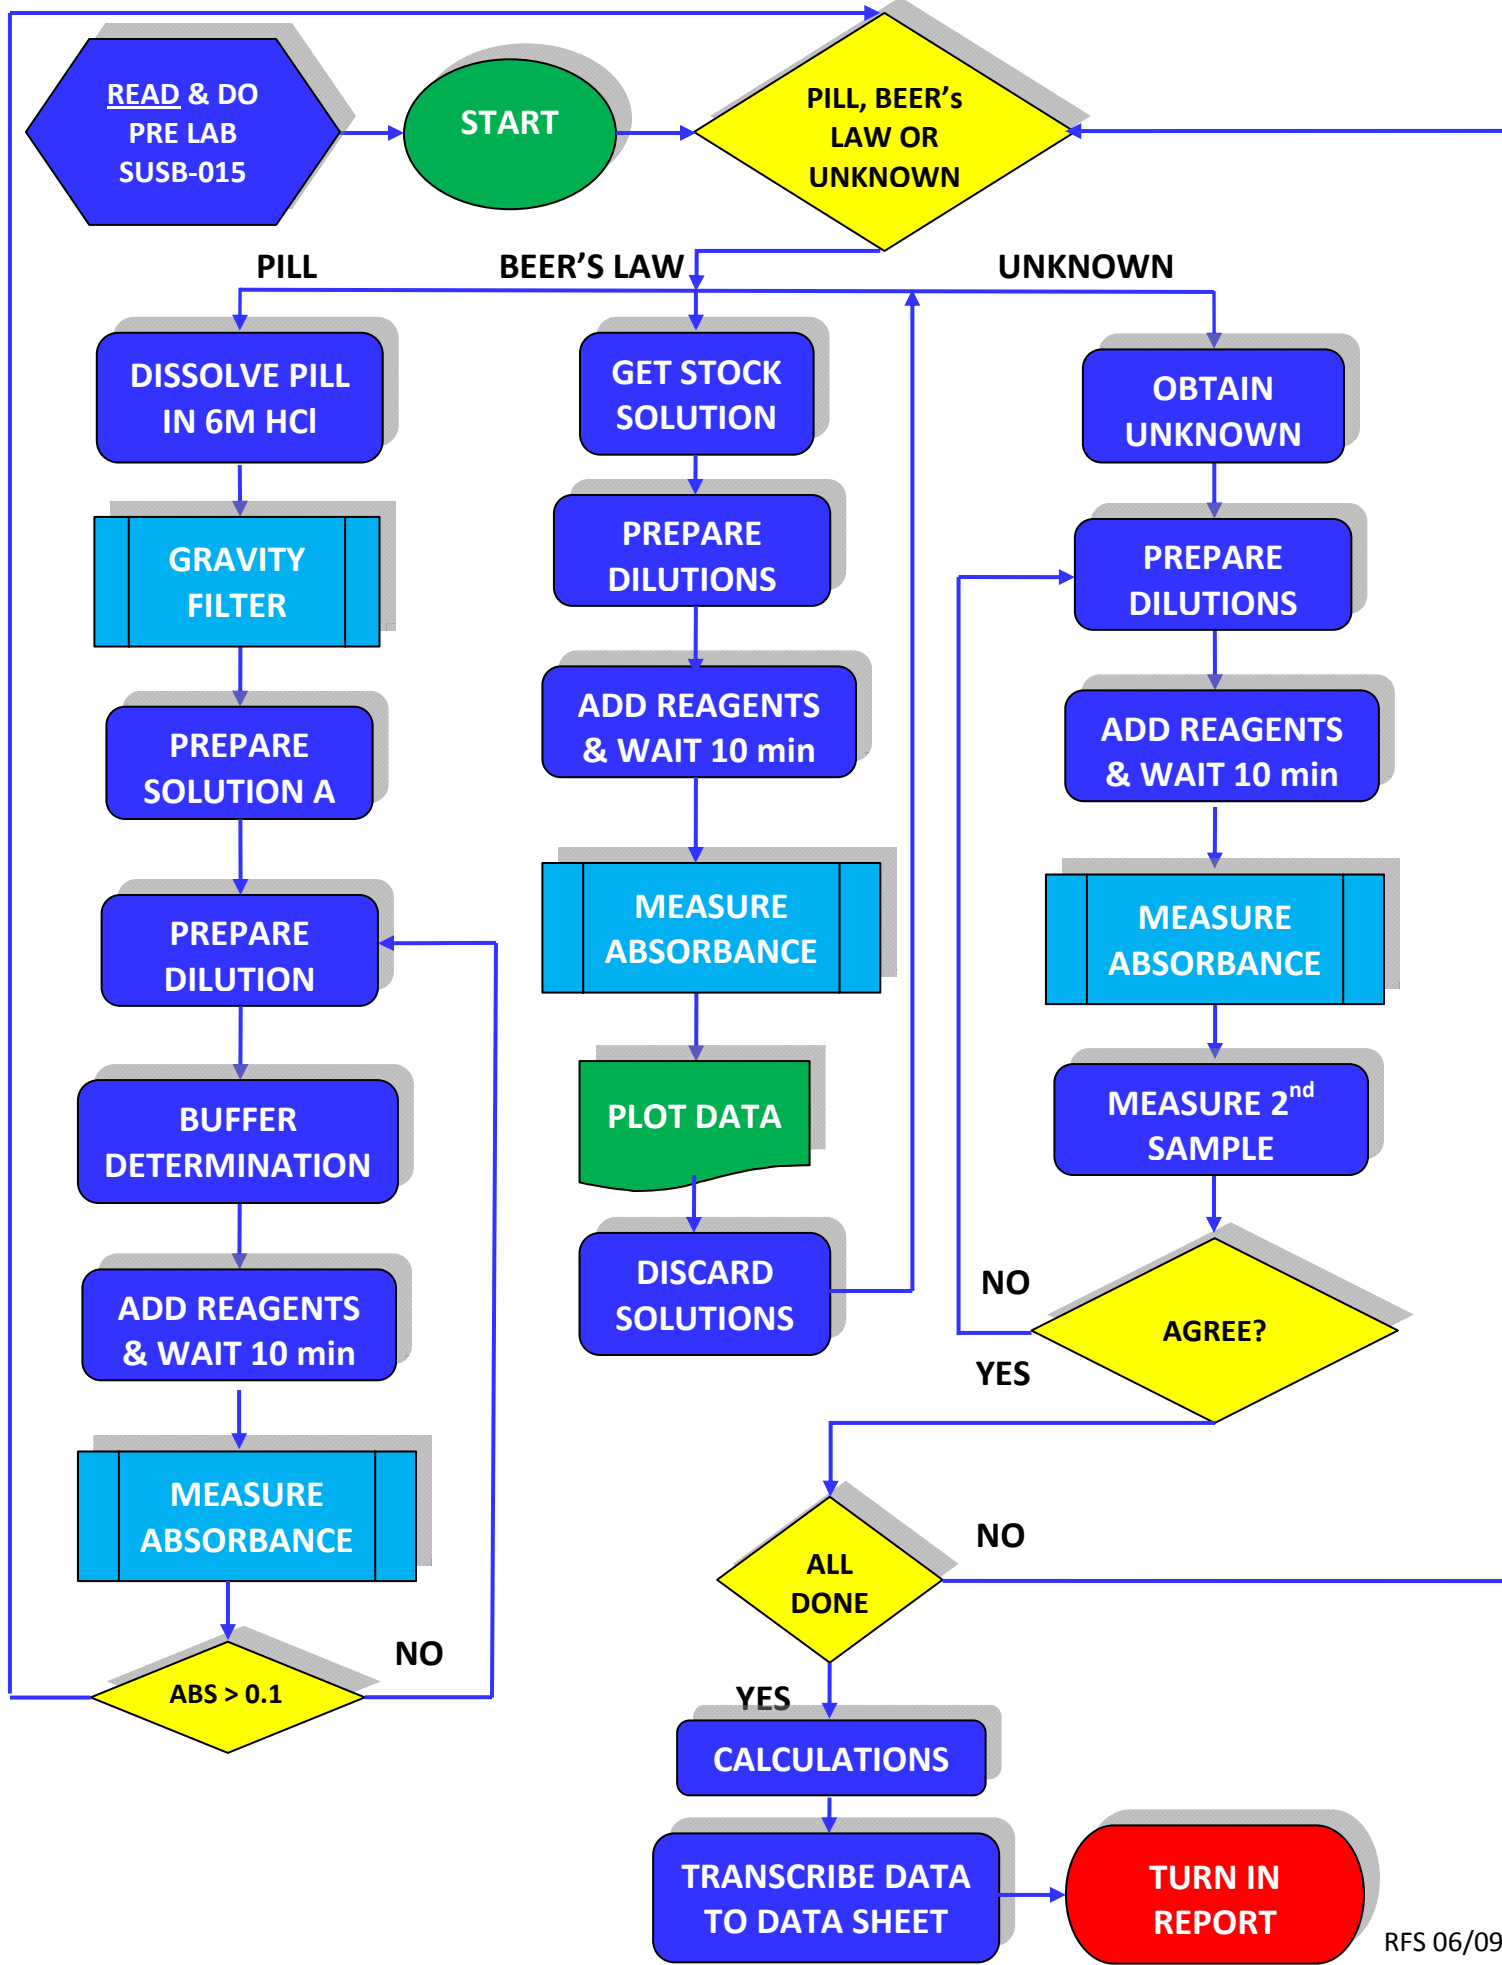 READ & DO
PRE LAB
SUSB-015
START
PILL, BEER's
LAW OR
UNKNOWN
PILL
BEER'S LAW
UNKNOWN
DISSOLVE PILL
IN 6M HCl
GRAVITY
FILTER
PREPARE
SOLUTION A
PREPARE
DILUTION
BUFFER
DETERMINATION
ADD REAGENTS
& WAIT 10 min
MEASURE
ABSORBANCE
ABS > 0.1
NO
GET STOCK
SOLUTION
PREPARE
DILUTIONS
ADD REAGENTS
& WAIT 10 min
MEASURE
ABSORBANCE
PLOT DATA
DISCARD
SOLUTIONS
OBTAIN
UNKNOWN
PREPARE
DILUTIONS
ADD REAGENTS
& WAIT 10 min
MEASURE
ABSORBANCE
MEASURE 2nd
SAMPLE
NO
AGREE?
YES
ALL
DONE
NO
YES
CALCULATIONS
TRANSCRIBE DATA
TO DATA SHEET
TURN IN
REPORT
RFS 06/09